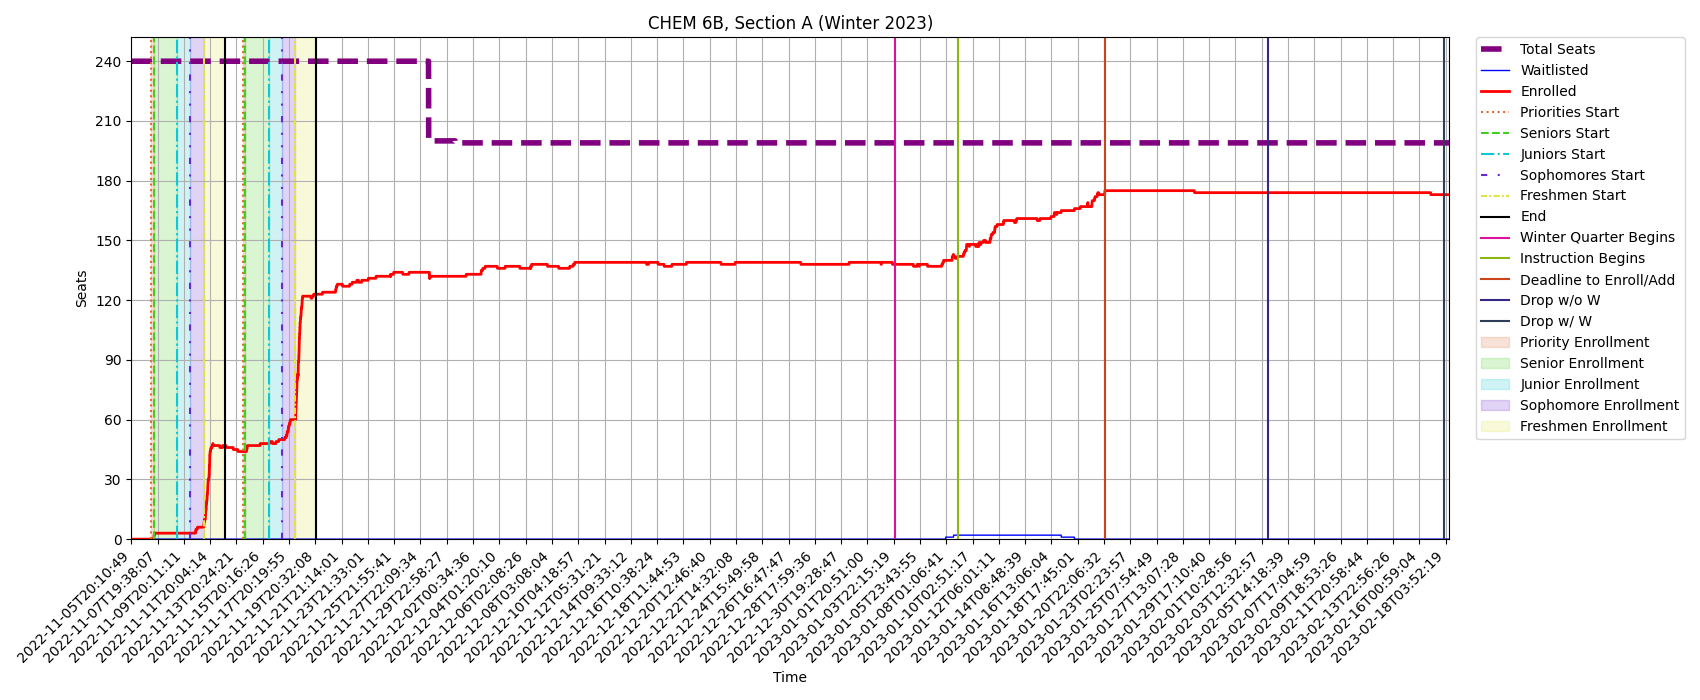 CHEM 6B, Section A (Winter 2023)
Seats
240
210
180
150
120
90
60
30
0
2022-11-05T20:10:49
2022-11-07T19:38:07
2022-11-09T20:11:11
2022-11-11T20:04:14
2022-11-13T20:24:21
2022-11-15T20:16:26
2022-11-17T20:19:55
2022-11-19T20:32:08
2022-11-21T21:14:01
2022-11-23T21:33:01
2022-11-25T21:55:41
2022-11-27T22:09:34
2022-11-29T22:58:27
2022-12-02T00:34:36
2022-12-04T01:20:10
2022-12-06T02:08:26
2022-12-08T03:08:04
2022-12-10T04:18:57
2022-12-12T05:31:21
2022-12-14T09:33:12
2022-12-16T10:38:24
2022-12-18T11:44:53
2022-12-20T12:46:40
2022-12-22T14:32:08
2022-12-24T15:49:58
2022-12-26T16:47:47
2022-12-28T17:59:36
2022-12-30T19:28:47
2023-01-01T20:51:00
2023-01-03T22:15:19
2023-01-05T23:43:55
2023-01-08T01:06:41
2023-01-10T02:51:17
2023-01-12T06:01:11
2023-01-14T08:48:39
2023-01-16T13:06:04
2023-01-18T17:45:01
2023-01-20T22:06:32
2023-01-23T02:23:57
2023-01-25T07:54:49
2023-01-27T13:07:28
2023-01-29T17:10:40
2023-02-01T10:28:56
2023-02-03T12:32:57
2023-02-05T14:18:39
2023-02-07T17:04:59
2023-02-09T18:53:26
2023-02-11T20:58:44
2023-02-13T22:56:26
2023-02-16T00:59:04
2023-02-18T03:52:19
Time
Total Seats
Waitlisted
Enrolled
Priorities Start
Seniors Start
Juniors Start
Sophomores Start
Freshmen Start
End
Winter Quarter Begins
Instruction Begins
Deadline to Enroll/Add
Drop w/o W
Drop w/ W
Priority Enrollment
Senior Enrollment
Junior Enrollment
Sophomore Enrollment
Freshmen Enrollment